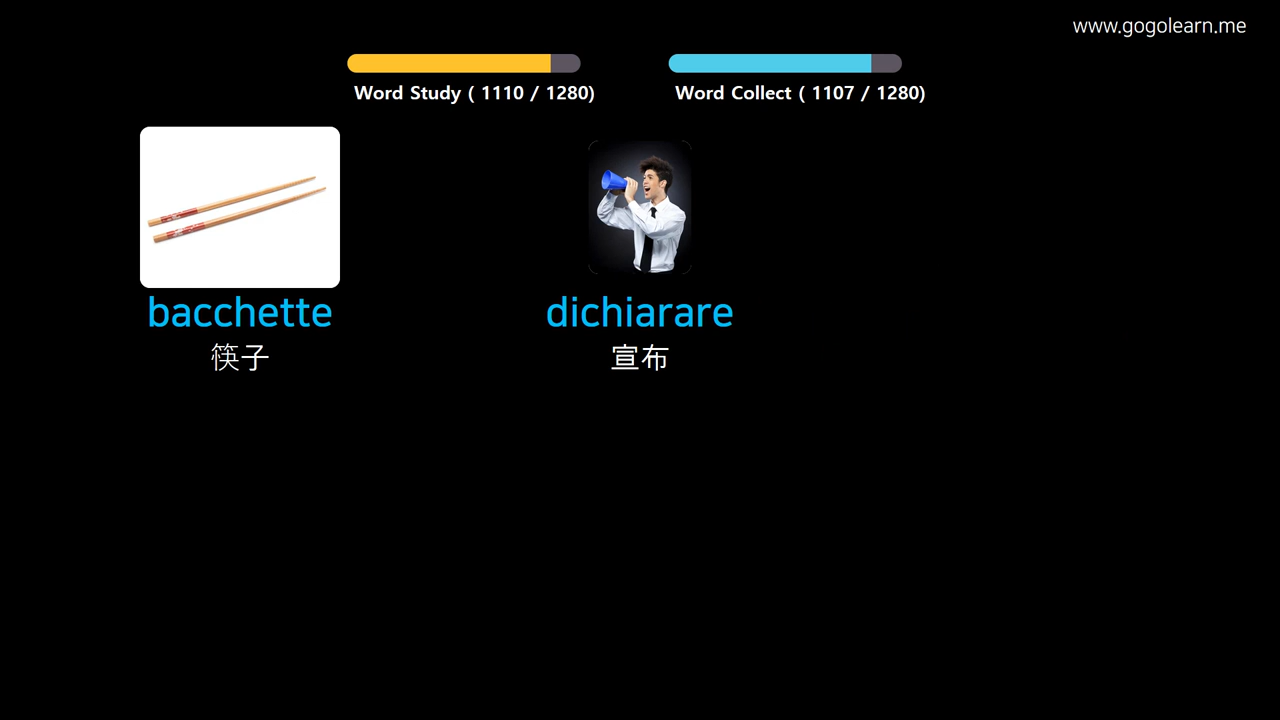 www.gogolearn.me
Word Study ( 1110 / 1280)
Word Collect ( 1107 / 1280)
bacchette
筷子
dichiarare
宣布